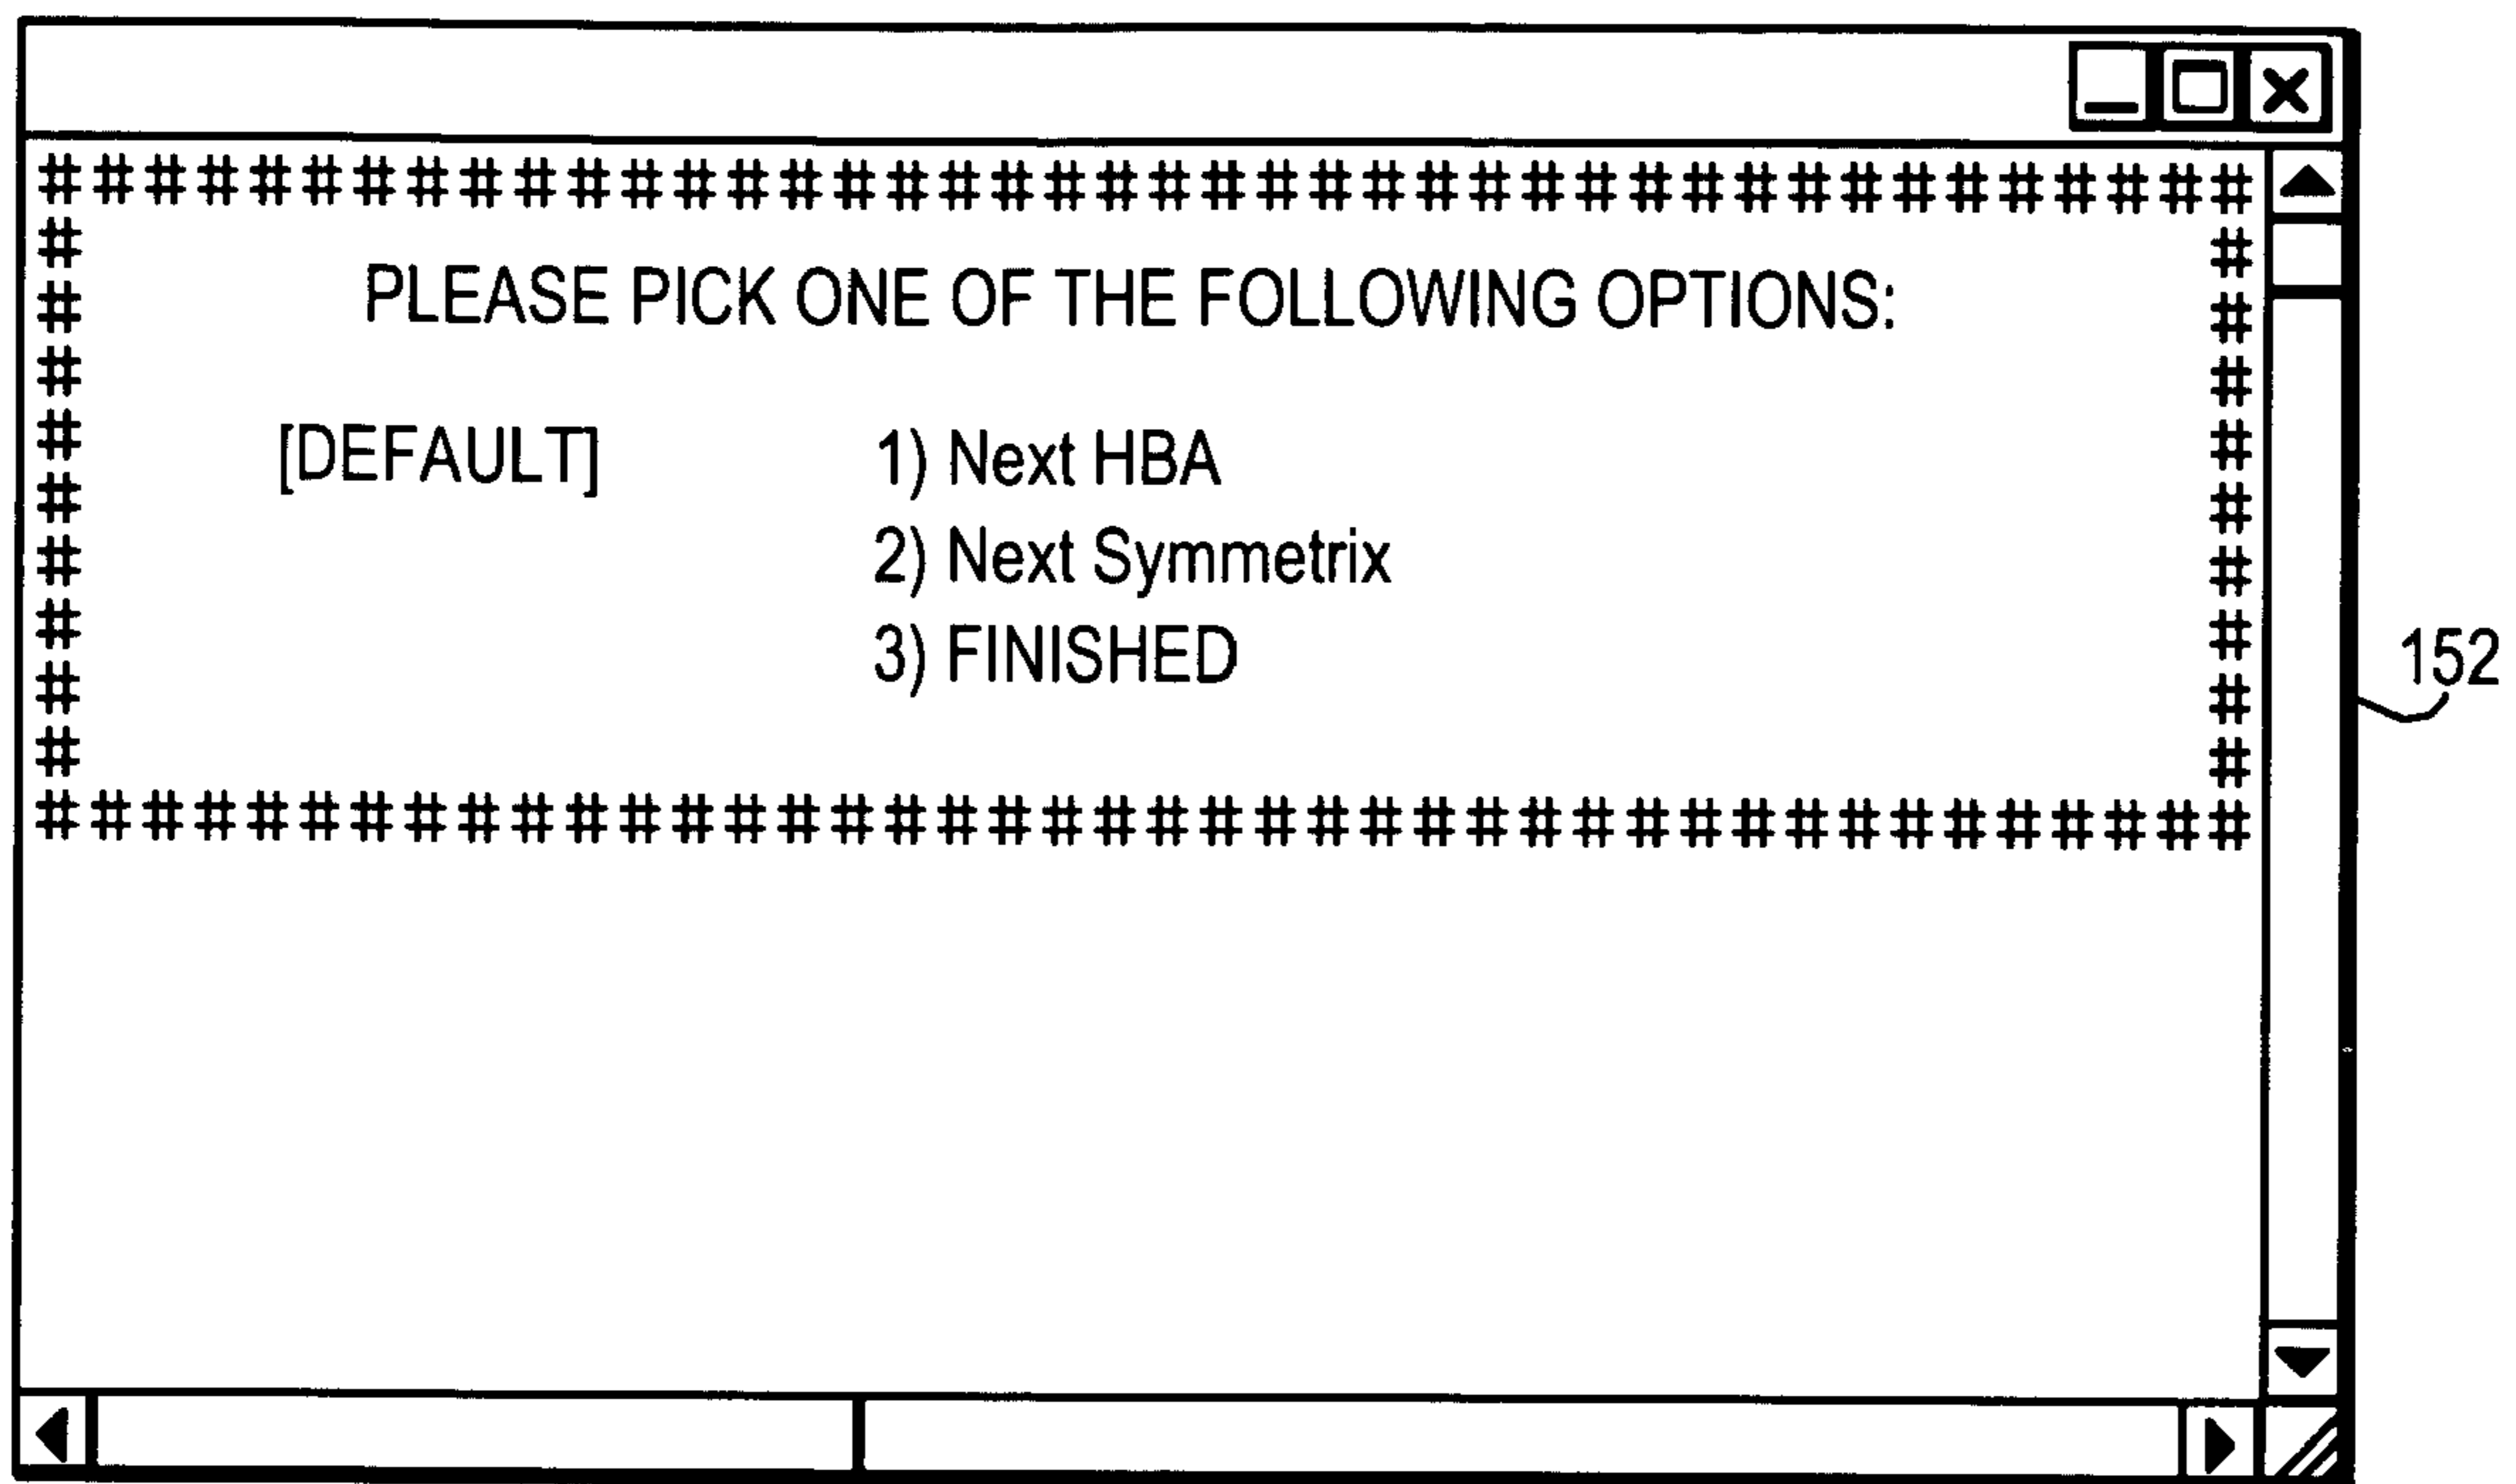 # # # # # # # # # # # # # # # # # # # # # # # # # # # # # # # # # # # # # # # # # #
# #
# PLEASE PICK ONE OF THE FOLLOWING OPTIONS: #
# #
# [DEFAULT] 1) Next HBA #
# #
# 2) Next Symmetrix #
# #
# 3) FINISHED # 152
# #
# # # # # # # # # # # # # # # # # # # # # # # # # # # # # # # # # # # # # # # # # #